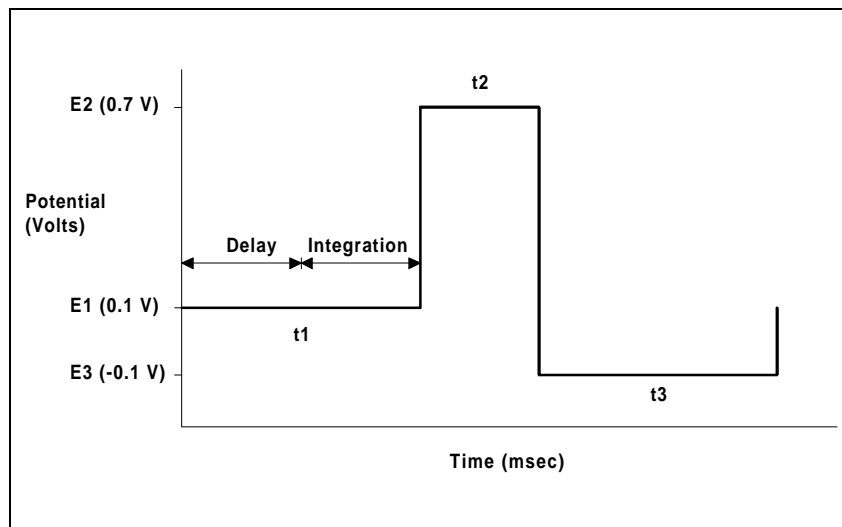 t2
E2 (0.7 V)
Potential
(Volts)
Delay
Integration
E1 (0.1 V)
t1
E3 (-0.1 V)
t3
Time (msec)